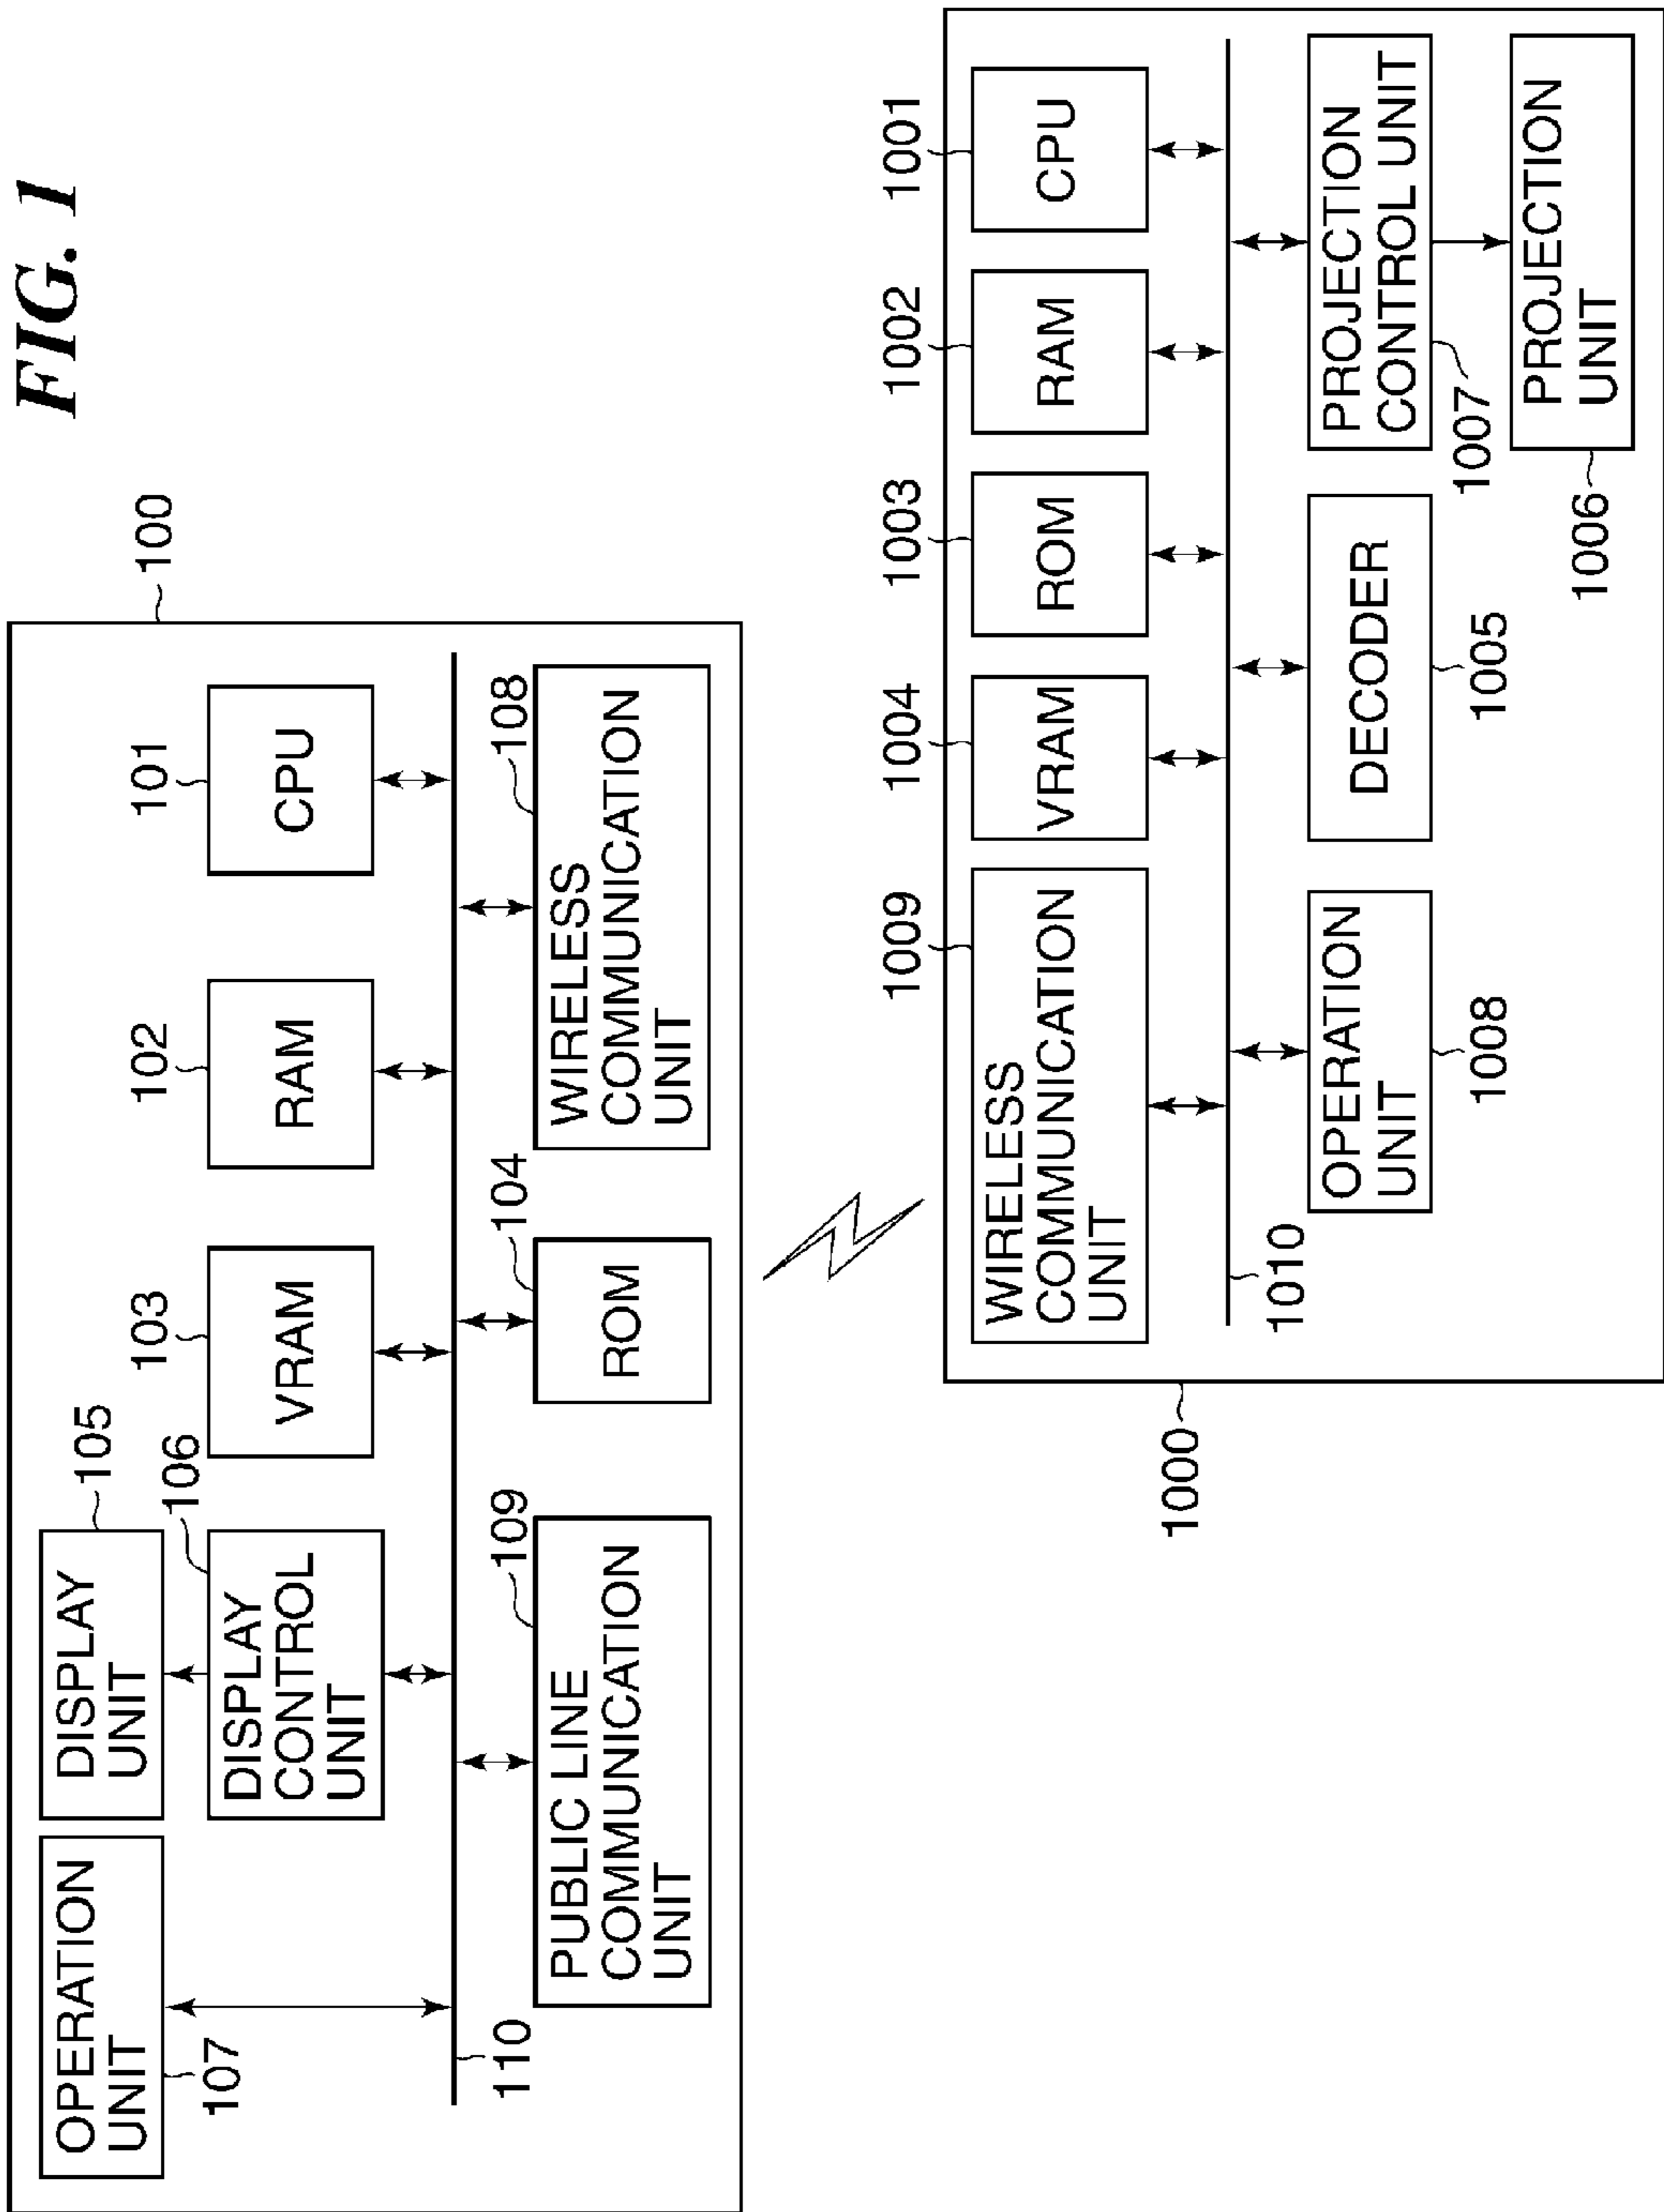 FIG. 1
100
OPERATION
UNIT
107
DISPLAY
UNIT
105
DISPLAY
CONTROL
UNIT
106
VRAM
103
RAM
102
CPU
101
110
PUBLIC LINE
COMMUNICATION
UNIT
109
ROM
104
WIRELESS
COMMUNICATION
UNIT
108
1000
WIRELESS
COMMUNICATION
UNIT
1009
VRAM
1004
ROM
1003
RAM
1002
CPU
1001
1010
OPERATION
UNIT
1008
DECODER
1005
PROJECTION
CONTROL UNIT
1007
PROJECTION
UNIT
1006